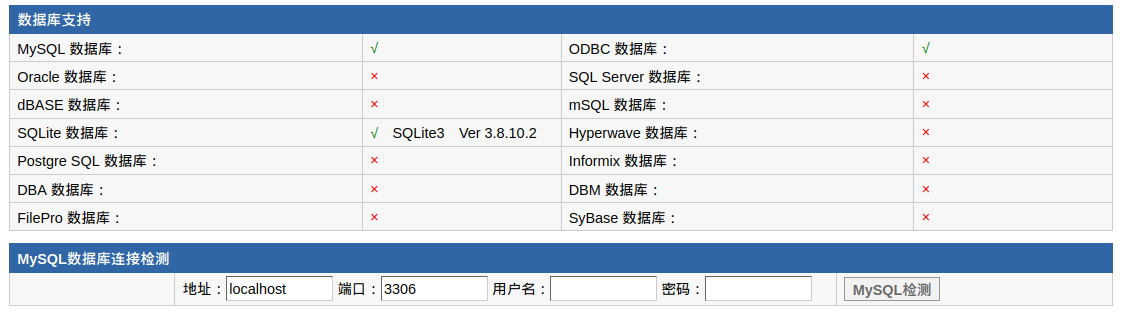 数据库支持
MySQL 数据库： √ ODBC 数据库： √
Oracle 数据库： × SQL Server 数据库： ×
dBASE 数据库： × mSQL 数据库： ×
SQLite 数据库： √ SQLite3 Ver 3.8.10.2 Hyperwave 数据库： ×
Postgre SQL 数据库： × Informix 数据库： ×
DBA 数据库： × DBM 数据库： ×
FilePro 数据库： × SyBase 数据库： ×
MySQL数据库连接检测
地址：localhost 端口：3306 用户名： 密码： MySQL检测